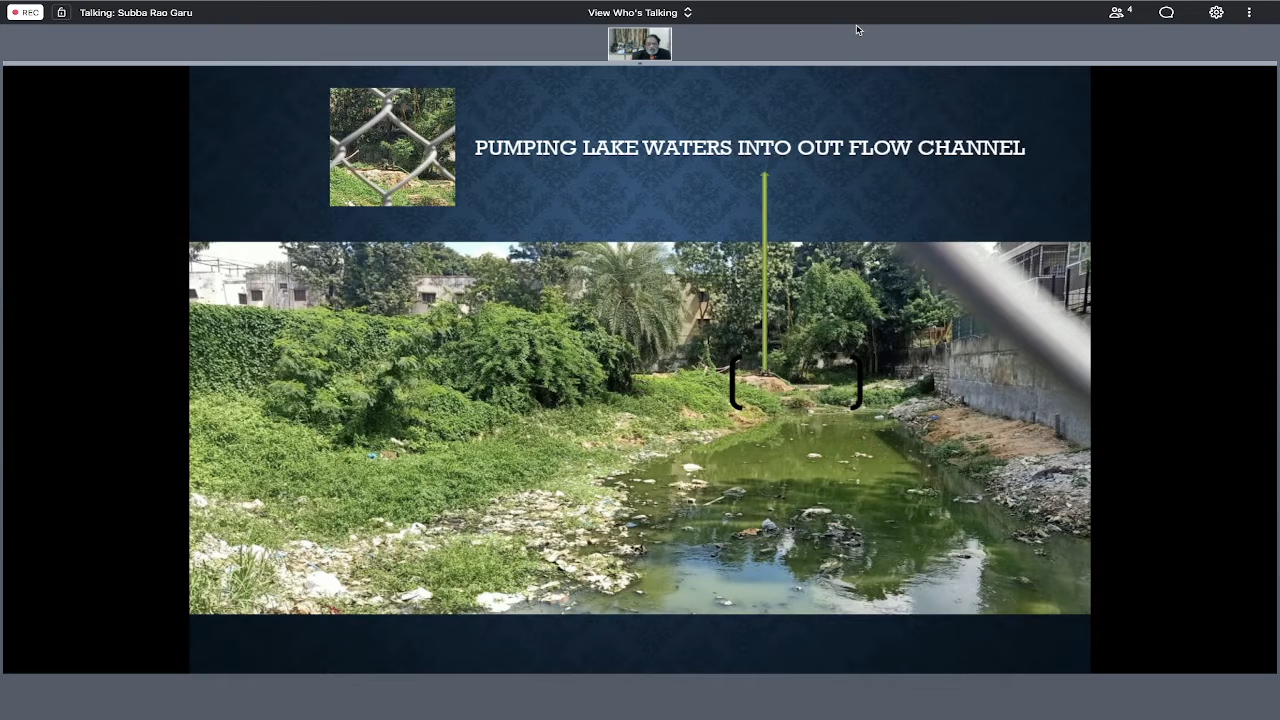 REC
Talking: Subba Rao Garu
View Who's Talking
4
PUMPING LAKE WATERS INTO OUT FLOW CHANNEL